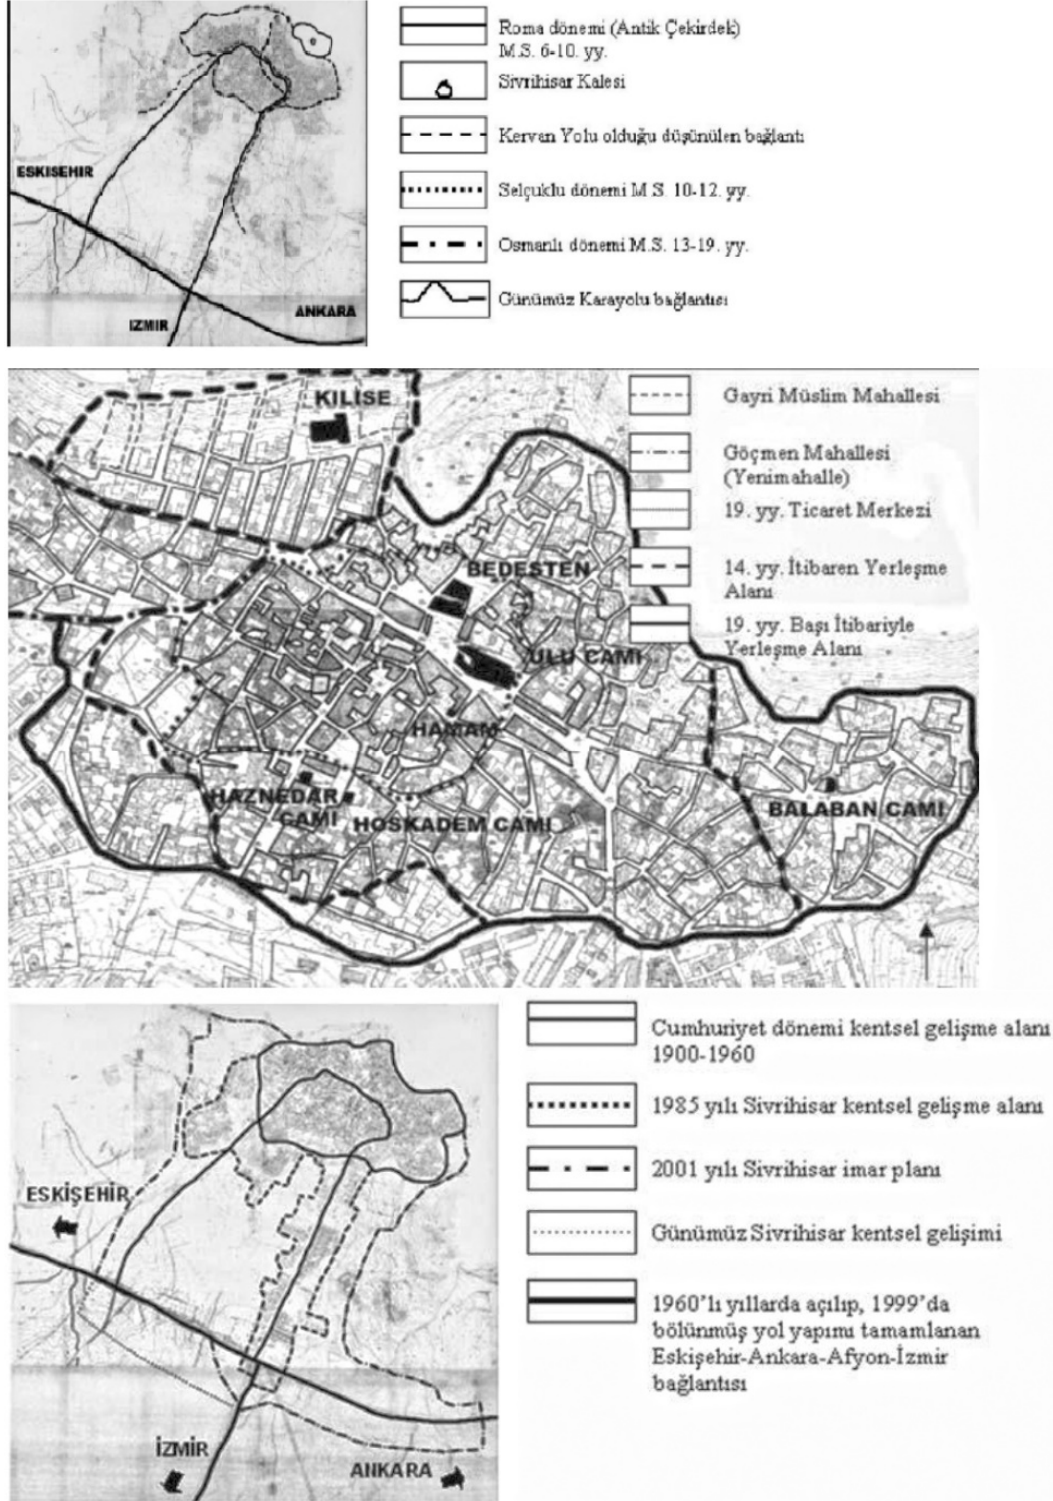 Roma dönemi (Antik Çekirdek)
M.S. 6-10. yy.
Sivrihisar Kalesi
Kervan Yolu olduğu düşünülen bağlantı
Selçuklu dönemi M.S. 10-12. yy.
Osmanlı dönemi M.S. 13-19. yy.
Günümüz Karayolu bağlantısı
ESKISEHIR
IZMIR
ANKARA
KILISE
BEDESTEN
ULU CAMI
HAMAM
HAZNEDAR
CAMI
HOSKADEM CAMI
BALABAN CAMI
Gayri Müslim Mahallesi
Göçmen Mahallesi
(Yenimahalle)
19. yy. Ticaret Merkezi
14. yy. İtibaren Yerleşme
Alanı
19. yy. Başı İtibariyle
Yerleşme Alanı
ESKİŞEHİR
İZMİR
ANKARA
Cumhuriyet dönemi kentsel gelişme alanı
1900-1960
1985 yılı Sivrihisar kentsel gelişme alanı
2001 yılı Sivrihisar imar planı
Günümüz Sivrihisar kentsel gelişimi
1960'lı yıllarda açılıp, 1999'da
bölünmüş yol yapımı tamamlanan
Eskişehir-Ankara-Afyon-İzmir
bağlantısı